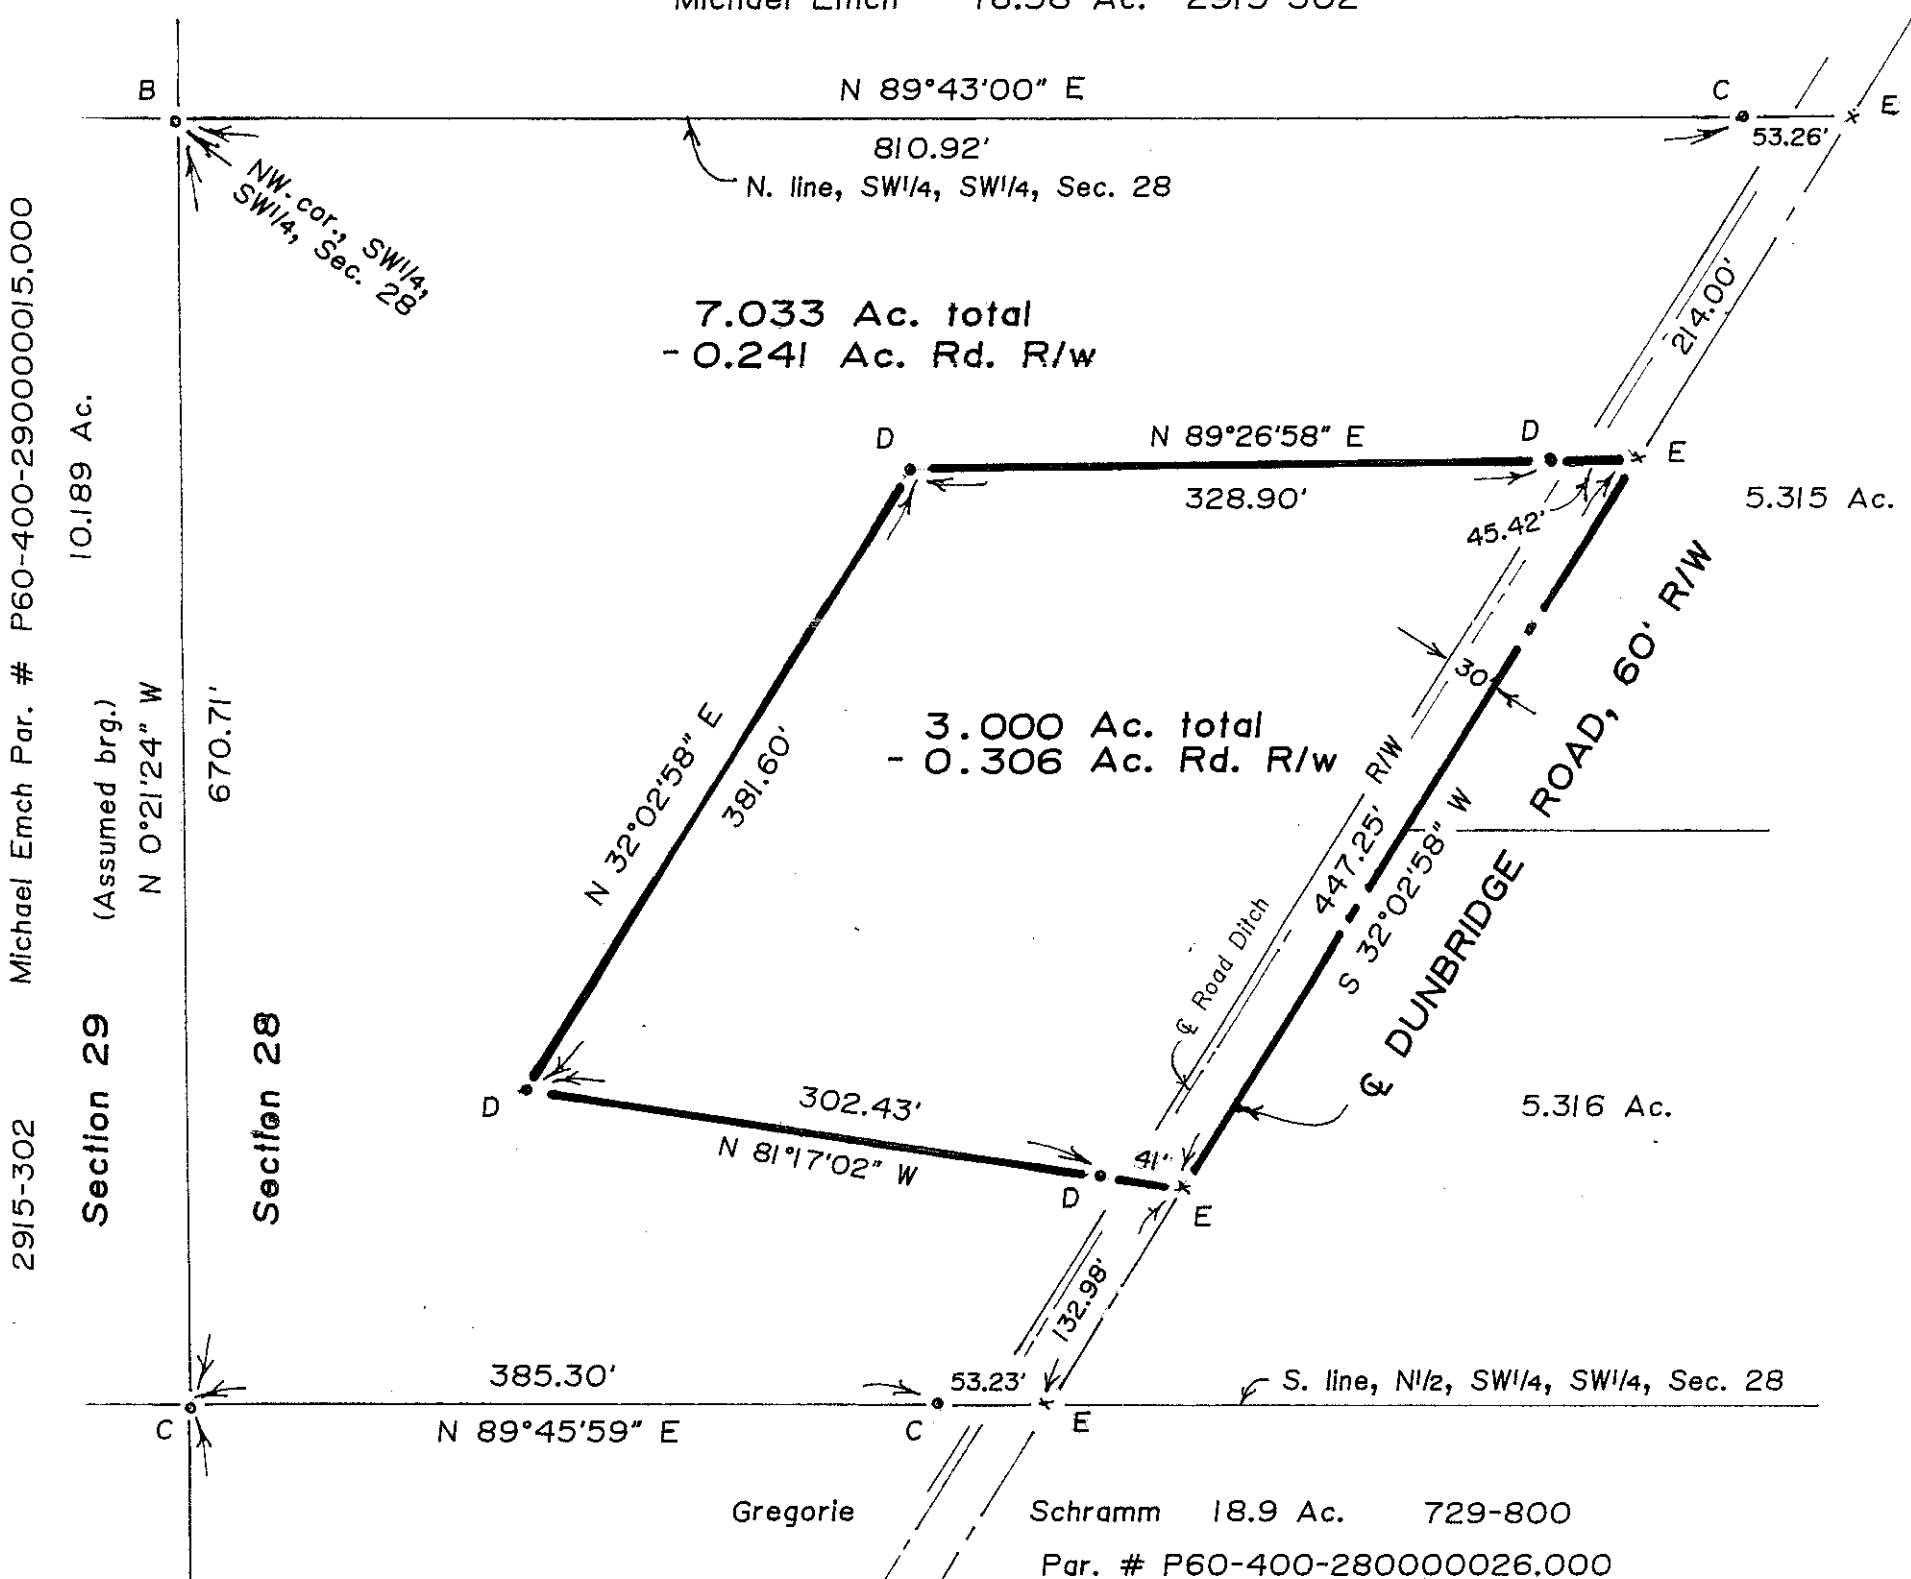 Michael Emch 18.58 Ac. 2915-302
B
N 89°43'00" E
C
E
810.92'
53.26'
N. line, SW1/4, SW1/4, Sec. 28
NW. cor., SW1/4,
SW1/4, Sec. 28
7.033 Ac. total
- 0.241 Ac. Rd. R/w
214.00'
D
N 89°26'58" E
D
E
328.90'
45.42'
5.315 Ac.
2915-302 Michael Emch Par. # P60-400-290000015.000
10.189 Ac.
(Assumed brg.)
N 0°21'24" W
670.71'
Section 29
Section 28
N 32°02'58" E
381.60'
3.000 Ac. total
- 0.306 Ac. Rd. R/w
30'
R/W
447.25'
S 32°02'58" W
℄ Road Ditch
℄ DUNBRIDGE ROAD, 60' R/W
5.316 Ac.
D
302.43'
N 81°17'02" W
41'
D
E
132.98'
385.30'
53.23'
S. line, N1/2, SW1/4, SW1/4, Sec. 28
C
N 89°45'59" E
C
E
Gregorie Schramm 18.9 Ac. 729-800
Par. # P60-400-280000026.000